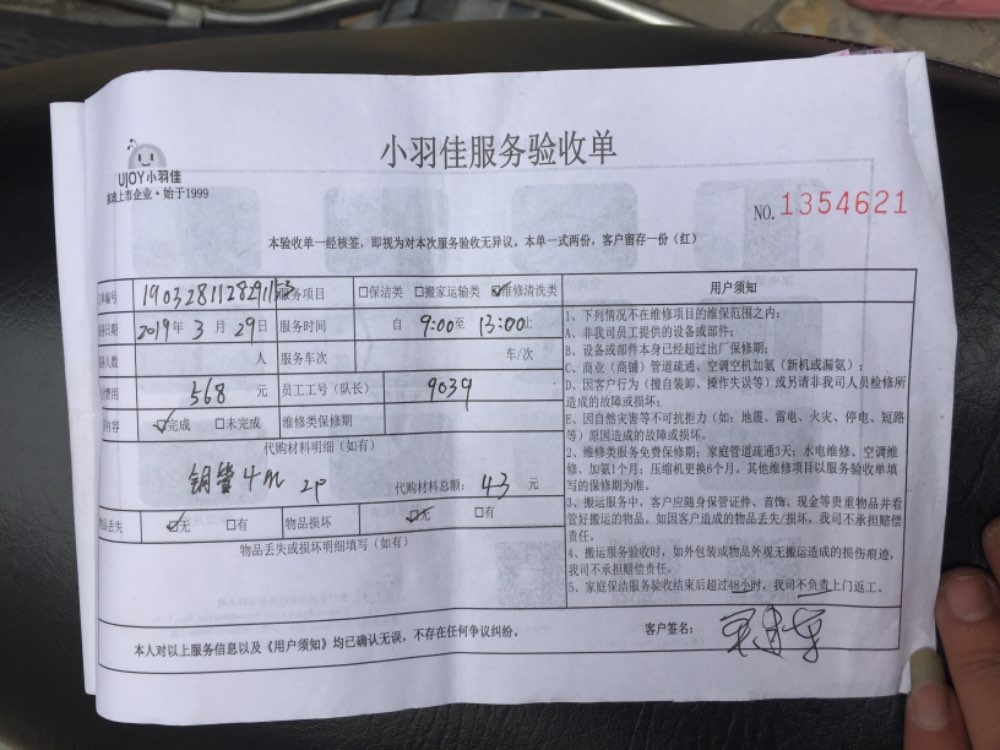 小羽佳服务验收单
UJOY小羽佳
家政上市企业·始于1999
NO.1354621
本验收单一经核签，即视为对本次服务验收无异议。本单一式两份，客户留存一份（红）
单编号 1903281128291153 服务项目 □保洁类 □搬家运输类 ☑维修清洗类
日期 2019年3月29日 服务时间 自 9:00至 13:00止
人数 人 服务车次 车/次
费用 568 元 员工工号（队长） 9039
内容 ☑完成 □未完成 维修类保修期
代购材料明细（如有）
铜管4m 2P 代购材料总额： 43 元
物品丢失 ☑无 □有 物品损坏 ☑无 □有
物品丢失或损坏明细填写（如有）
用户须知
1、下列情况不在维修项目的维保范围之内：
A、非我司员工提供的设备或部件；
B、设备或部件本身已经超过出厂保修期；
C、商业（商铺）管道疏通、空调空机加氨（新机或漏氨）；
D、因客户行为（擅自装卸、操作失误等）或另请非我司人员检修所
造成的故障或损坏。
E、因自然灾害等不可抗拒力（如：地震、雷电、火灾、停电、短路
等）原因造成的故障或损坏。
2、维修类服务免费保修期：家庭管道疏通3天；水电维修、空调维
修、加氨1个月；压缩机更换6个月。其他维修项目以服务验收单填写
的保修期为准。
3、搬运服务中，客户应随身保管证件、首饰、现金等贵重物品并看
管好搬运的物品。如因客户造成的物品丢失/损坏，我司不承担赔偿
责任。
4、搬运服务验收时，如外包装或物品外观无搬运造成的损伤痕迹，
我司不承担赔偿责任。
5、家庭保洁服务验收结束后超过48小时，我司不负责上门返工。
本人对以上服务信息以及《用户须知》均已确认无误，不存在任何争议纠纷。
客户签名：